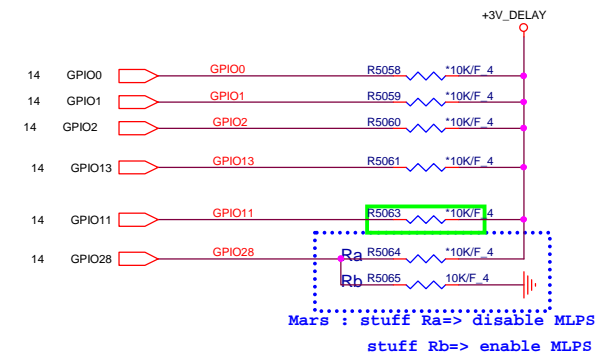 +3V_DELAY
14 GPIO0 GPIO0 R5058 *10K/F_4
14 GPIO1 GPIO1 R5059 *10K/F_4
14 GPIO2 GPIO2 R5060 *10K/F_4
14 GPIO13 GPIO13 R5061 *10K/F_4
14 GPIO11 GPIO11 R5063 *10K/F_4
14 GPIO28 GPIO28 Ra R5064 *10K/F_4
Rb R5065 10K/F_4
Mars : stuff Ra=> disable MLPS
stuff Rb=> enable MLPS